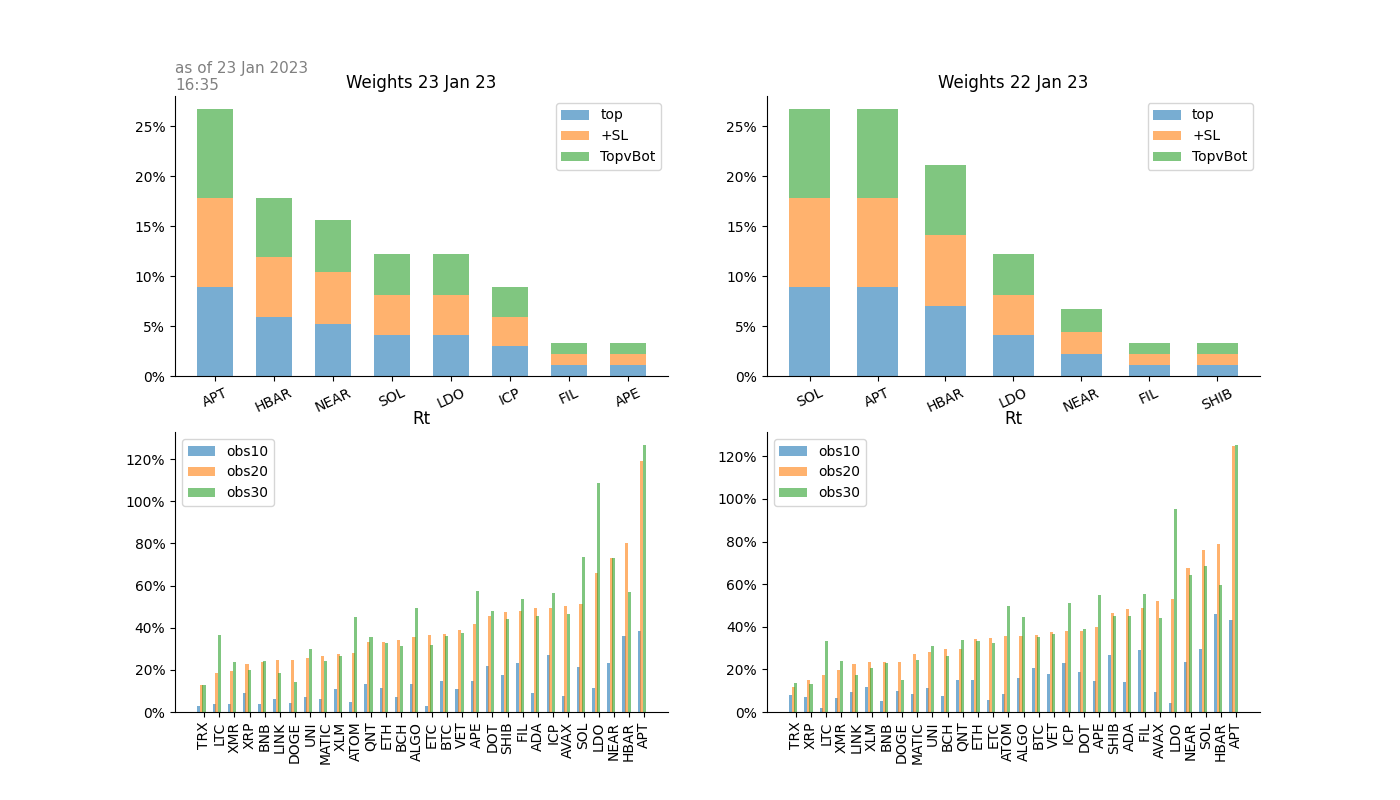 as of 23 Jan 2023
16:35
Weights 23 Jan 23
25%
20%
15%
10%
5%
0%
top
+SL
TopvBot
APT HBAR NEAR SOL LDO ICP FIL APE
Weights 22 Jan 23
25%
20%
15%
10%
5%
0%
top
+SL
TopvBot
SOL APT HBAR LDO NEAR FIL SHIB
Rt
120%
100%
80%
60%
40%
20%
0%
obs10
obs20
obs30
TRX LTC XMR XRP BNB LINK DOGE UNI MATIC XLM ATOM QNT ETH BCH ALGO ETC BTC VET APE DOT SHIB FIL ADA ICP AVAX SOL LDO NEAR HBAR APT
Rt
120%
100%
80%
60%
40%
20%
0%
obs10
obs20
obs30
TRX XRP LTC XMR LINK XLM BNB DOGE MATIC UNI BCH QNT ETH ETC ATOM ALGO BTC VET ICP DOT APE SHIB ADA FIL AVAX LDO NEAR SOL HBAR APT